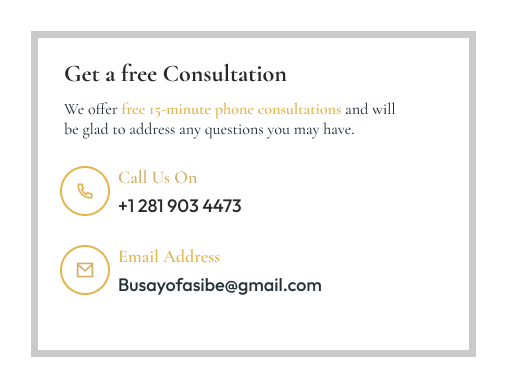 Get a free Consultation
We offer free 15-minute phone consultations and will
be glad to address any questions you may have.
Call Us On
+1 281 903 4473
Email Address
Busayofasibe@gmail.com